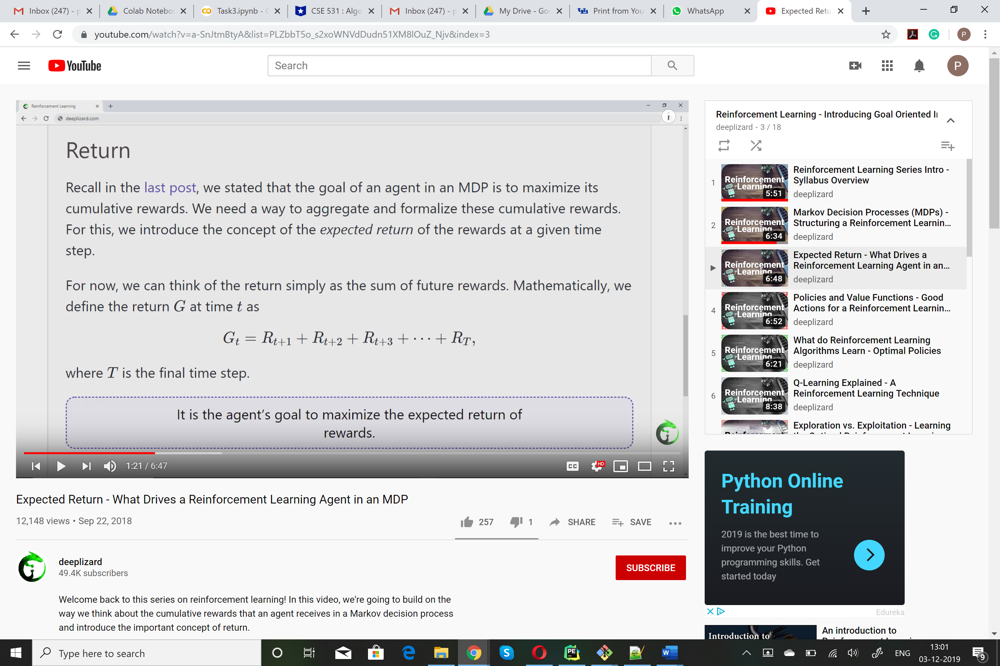 Inbox (247) - p
Colab Notebo
Task3.ipynb - C
CSE 531 : Algo
Inbox (247) - p
My Drive - Goo
Print from You
WhatsApp
Expected Retu
youtube.com/watch?v=a-SnJtmBtyA&list=PLZbbT5o_s2xoWNVdDudn51XM8lOuZ_Njv&index=3
P
YouTube
Search
P
Reinforcement Learning
deeplizard.com
Return
Recall in the last post, we stated that the goal of an agent in an MDP is to maximize its
cumulative rewards. We need a way to aggregate and formalize these cumulative rewards.
For this, we introduce the concept of the expected return of the rewards at a given time
step.
For now, we can think of the return simply as the sum of future rewards. Mathematically, we
define the return G at time t as
G_t = R_{t+1} + R_{t+2} + R_{t+3} + ⋯ + R_T,
where T is the final time step.
It is the agent's goal to maximize the expected return of
rewards.
1:21 / 6:47
CC
HD
Expected Return - What Drives a Reinforcement Learning Agent in an MDP
12,148 views • Sep 22, 2018
257
1
SHARE
SAVE
deeplizard
49.4K subscribers
SUBSCRIBE
Welcome back to this series on reinforcement learning! In this video, we're going to build on the
way we think about the cumulative rewards that an agent receives in a Markov decision process
and introduce the important concept of return.
Reinforcement Learning - Introducing Goal Oriented I
deeplizard - 3 / 18
1
Reinforcement
Learning
5:51
Reinforcement Learning Series Intro -
Syllabus Overview
deeplizard
2
Reinforcement
Learning
6:34
Markov Decision Processes (MDPs) -
Structuring a Reinforcement Learnin...
deeplizard
Reinforcement
Learning
6:48
Expected Return - What Drives a
Reinforcement Learning Agent in an...
deeplizard
4
Reinforcement
Learning
6:52
Policies and Value Functions - Good
Actions for a Reinforcement Learnin...
deeplizard
5
Reinforcement
Learning
6:21
What do Reinforcement Learning
Algorithms Learn - Optimal Policies
deeplizard
6
Reinforcement
Learning
8:38
Q-Learning Explained - A
Reinforcement Learning Technique
deeplizard
Exploration vs. Exploitation - Learning
Python Online
Training
2019 is the best time to
improve your Python
programming skills. Get
started today
Edureka
Introduction to
An introduction to
Type here to search
ENG
13:01
03-12-2019
9